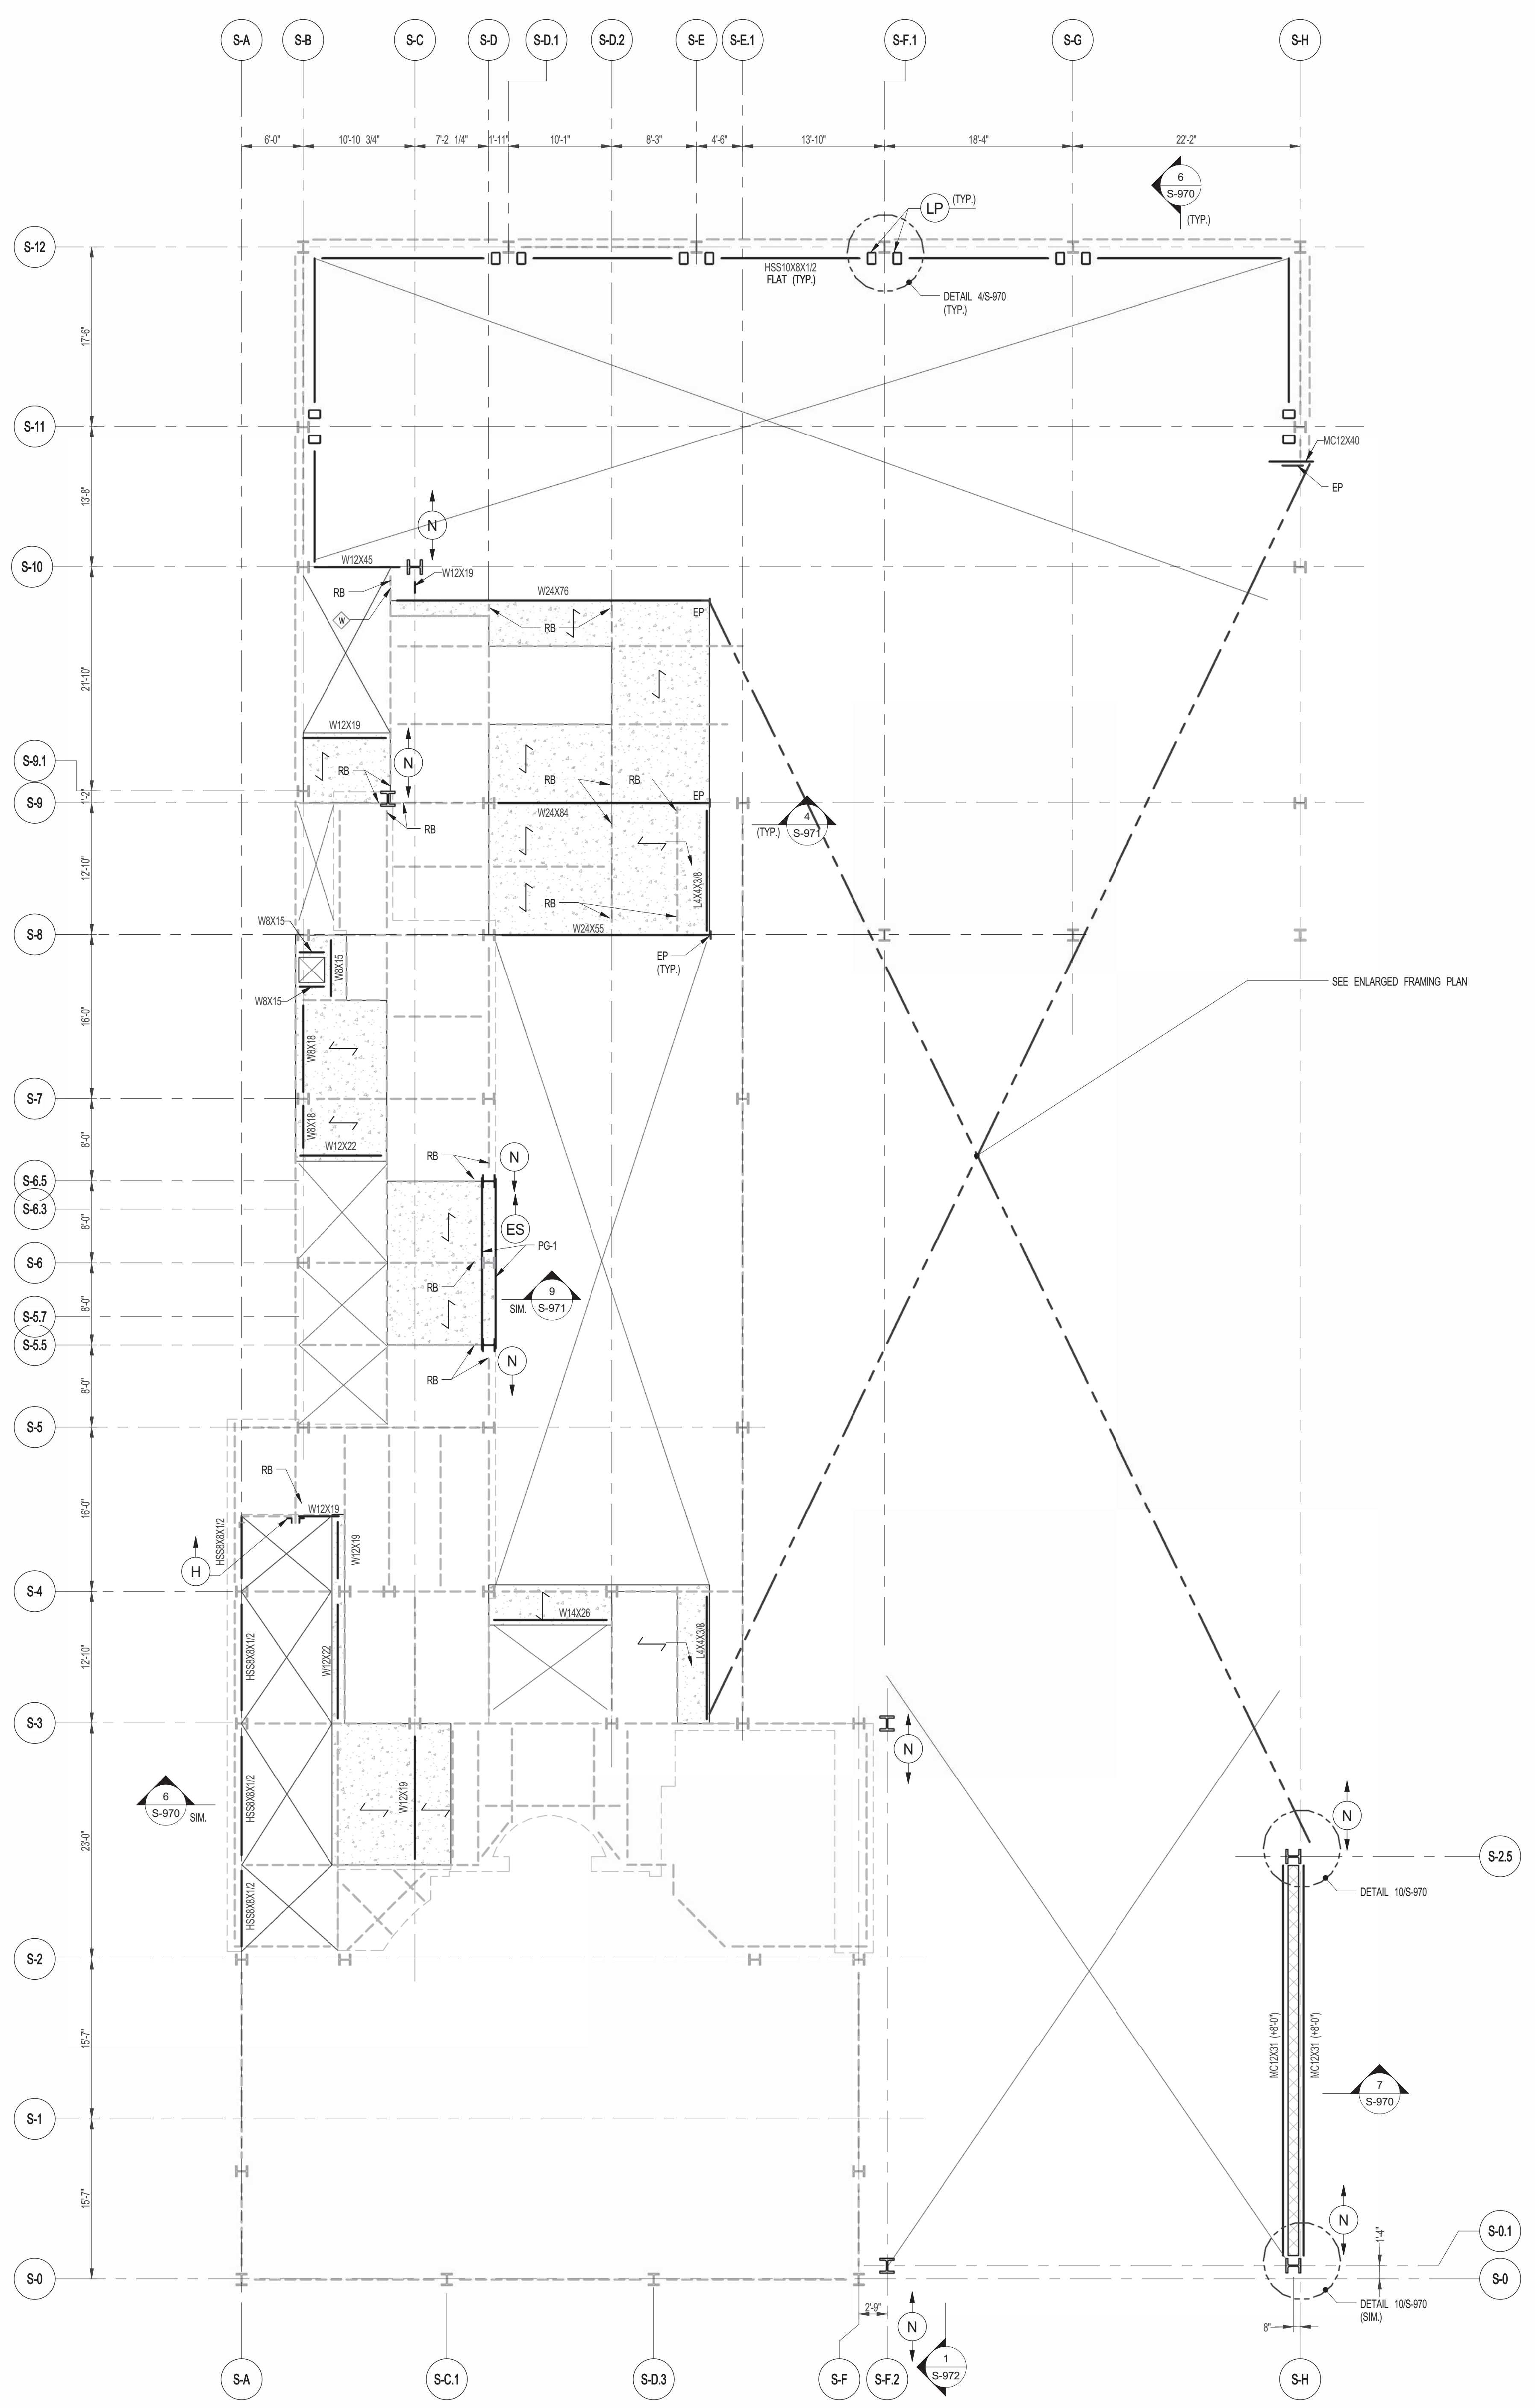 S-A
S-B
S-C
S-D
S-D.1
S-D.2
S-E
S-E.1
S-F.1
S-G
S-H
6'-0"
10'-10 3/4"
7'-2 1/4"
1'-11"
10'-1"
8'-3"
4'-6"
13'-10"
18'-4"
22'-2"
6
S-970
(TYP.)
LP
(TYP.)
S-12
HSS10X8X1/2
FLAT (TYP.)
DETAIL 4/S-970
(TYP.)
17'-6"
S-11
MC12X40
EP
13'-8"
N
S-10
W12X45
W12X19
RB
W24X76
EP
W
RB
21'-10"
W12X19
S-9.1
N
RB
RB
RB
1'-2"
S-9
EP
W24X84
RB
4
S-971
(TYP.)
12'-10"
L4X4X3/8
RB
W8X15
S-8
W24X55
EP
(TYP.)
W8X15
W8X15
SEE ENLARGED FRAMING PLAN
16'-0"
W8X18
S-7
W8X18
8'-0"
W12X22
RB
N
S-6.5
S-6.3
8'-0"
ES
PG-1
S-6
RB
9
S-971
SIM.
8'-0"
S-5.7
S-5.5
N
RB
8'-0"
S-5
RB
16'-0"
W12X19
HSS8X8X1/2
W12X19
H
S-4
W14X26
12'-10"
HSS8X8X1/2
W12X22
L4X4X3/8
S-3
N
6
S-970
SIM.
HSS8X8X1/2
W12X19
N
23'-0"
S-2.5
DETAIL 10/S-970
HSS8X8X1/2
S-2
15'-7"
MC12X31 (+8'-0")
MC12X31 (+8'-0")
7
S-970
S-1
15'-7"
N
S-0.1
1'-4"
S-0
S-0
DETAIL 10/S-970
(SIM.)
2'-9"
N
8"
1
S-972
S-A
S-C.1
S-D.3
S-F
S-F.2
S-H